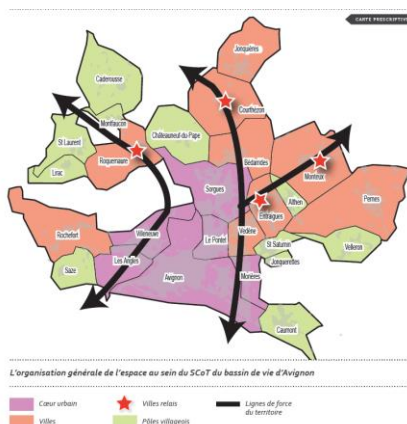 CARTE PRESCRIPTIVE
Jonquières
Caderousse
Courthézon
Montfaucon
Châteauneuf-du-Pape
St Laurent
Roquemaure
Bédarrides
Monteux
Lirac
Sorgues
Althen
Pernes
Entraigues
Rochefort
Villeneuve
Le Pontet
Vedène
St Saturnin
Velleron
Les Angles
Jonquerettes
Saze
Avignon
Morières
Caumont
L'organisation générale de l'espace au sein du SCoT du bassin de vie d'Avignon
Cœur urbain
Villes relais
Lignes de force
du territoire
Villes
Pôles villageois